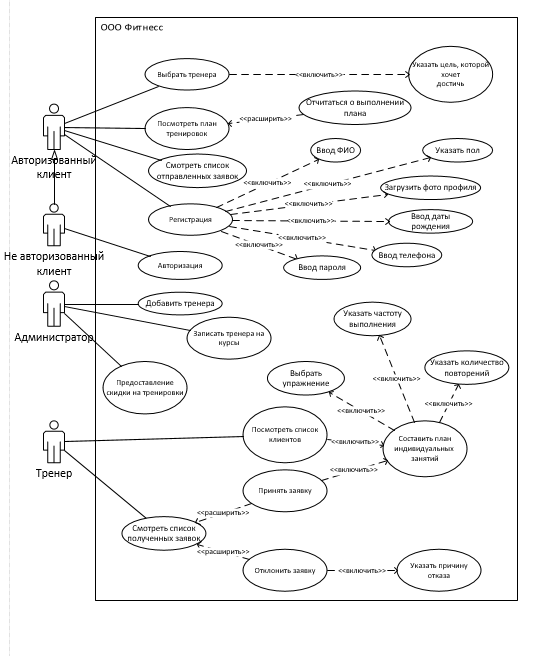 ООО Фитнесс
Выбрать тренера
<<включить>>
Указать цель, которой
хочет
достичь
Посмотреть план
тренировок
<<расширить>>
Отчитаться о выполнении
плана
Авторизованный
клиент
Смотреть список
отправленных заявок
Ввод ФИО
Указать пол
<<включить>>
<<включить>>
Загрузить фото профиля
<<включить>>
Регистрация
<<включить>>
Ввод даты
рождения
<<включить>>
<<включить>>
Ввод телефона
Ввод пароля
Не авторизованный
клиент
Авторизация
Администратор
Добавить тренера
Записать тренера на
курсы
Предоставление
скидки на тренировки
Указать частоту
выполнения
Указать количество
повторений
Выбрать
упражнение
<<включить>>
<<включить>>
<<включить>>
Тренер
Посмотреть список
клиентов
<<включить>>
Составить план
индивидуальных
занятий
<<включить>>
Принять заявку
<<расширить>>
Смотреть список
полученных заявок
<<расширить>>
Отклонить заявку
<<включить>>
Указать причину
отказа